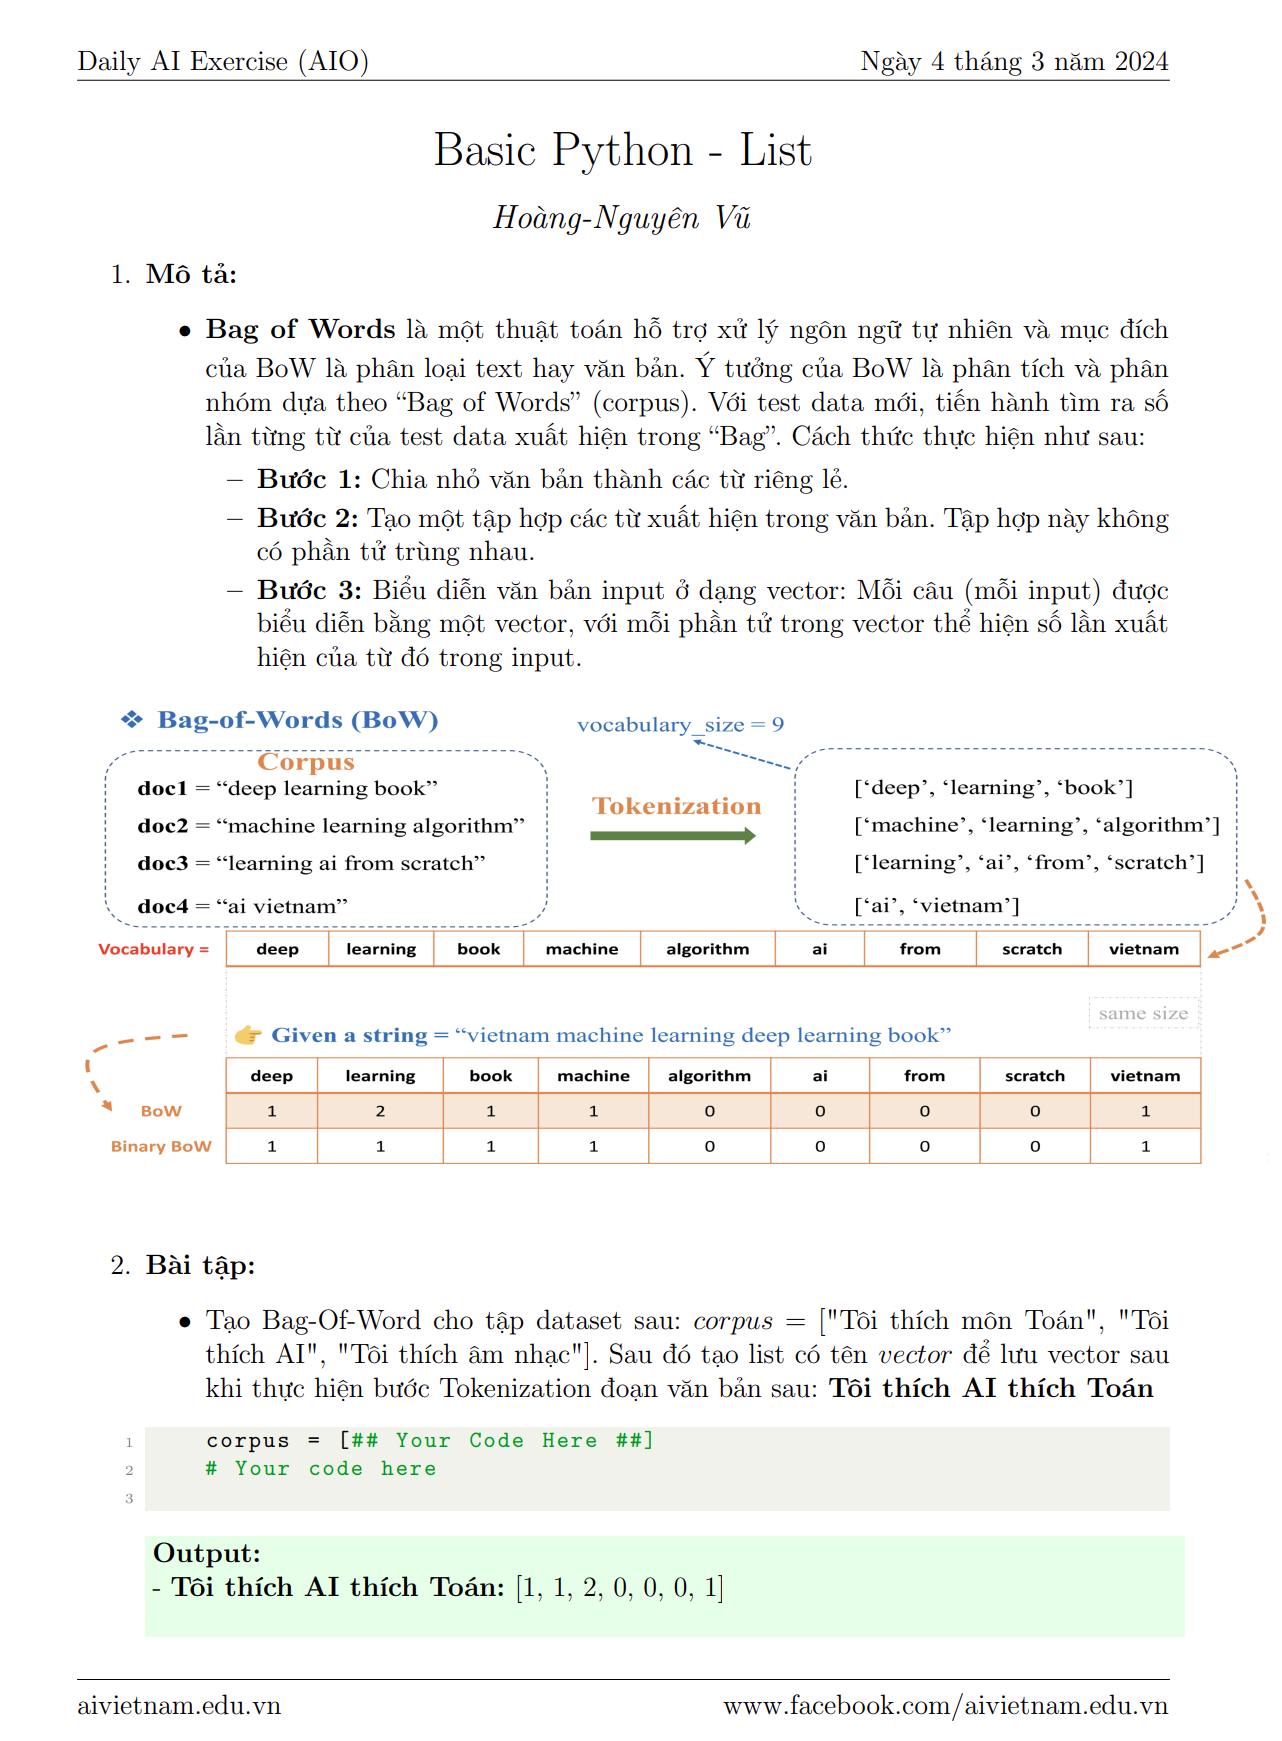 Daily AI Exercise (AIO) Ngày 4 tháng 3 năm 2024
Basic Python - List
Hoàng-Nguyên Vũ
1. Mô tả:
• Bag of Words là một thuật toán hỗ trợ xử lý ngôn ngữ tự nhiên và mục đích
của BoW là phân loại text hay văn bản. Ý tưởng của BoW là phân tích và phân
nhóm dựa theo “Bag of Words” (corpus). Với test data mới, tiến hành tìm ra số
lần từng từ của test data xuất hiện trong “Bag”. Cách thức thực hiện như sau:
– Bước 1: Chia nhỏ văn bản thành các từ riêng lẻ.
– Bước 2: Tạo một tập hợp các từ xuất hiện trong văn bản. Tập hợp này không
có phần tử trùng nhau.
– Bước 3: Biểu diễn văn bản input ở dạng vector: Mỗi câu (mỗi input) được
biểu diễn bằng một vector, với mỗi phần tử trong vector thể hiện số lần xuất
hiện của từ đó trong input.
❖ Bag-of-Words (BoW)
vocabulary_size = 9
Corpus
doc1 = “deep learning book”
doc2 = “machine learning algorithm”
doc3 = “learning ai from scratch”
doc4 = “ai vietnam”
Tokenization
[‘deep’, ‘learning’, ‘book’]
[‘machine’, ‘learning’, ‘algorithm’]
[‘learning’, ‘ai’, ‘from’, ‘scratch’]
[‘ai’, ‘vietnam’]
Vocabulary = deep learning book machine algorithm ai from scratch vietnam
same size
Given a string = “vietnam machine learning deep learning book”
deep learning book machine algorithm ai from scratch vietnam
BoW 1 2 1 1 0 0 0 0 1
Binary BoW 1 1 1 1 0 0 0 0 1
2. Bài tập:
• Tạo Bag-Of-Word cho tập dataset sau: corpus = ["Tôi thích môn Toán", "Tôi
thích AI", "Tôi thích âm nhạc"]. Sau đó tạo list có tên vector để lưu vector sau
khi thực hiện bước Tokenization đoạn văn bản sau: Tôi thích AI thích Toán
1 corpus = [## Your Code Here ##]
2 # Your code here
3
Output:
- Tôi thích AI thích Toán: [1, 1, 2, 0, 0, 0, 1]
aivietnam.edu.vn www.facebook.com/aivietnam.edu.vn